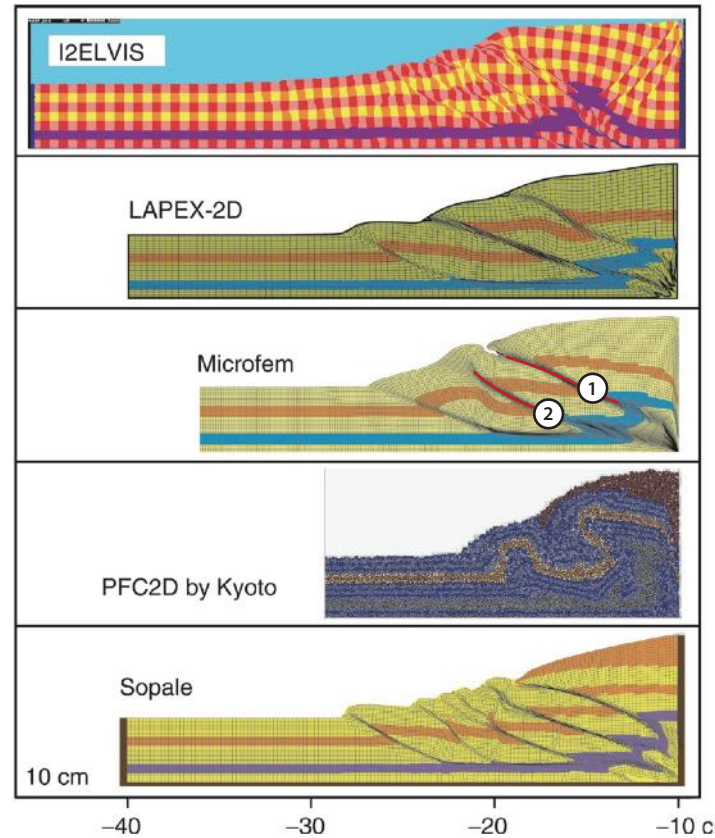 I2ELVIS
LAPEX-2D
Microfem
1
2
PFC2D by Kyoto
Sopale
10 cm
−40
−30
−20
−10 c